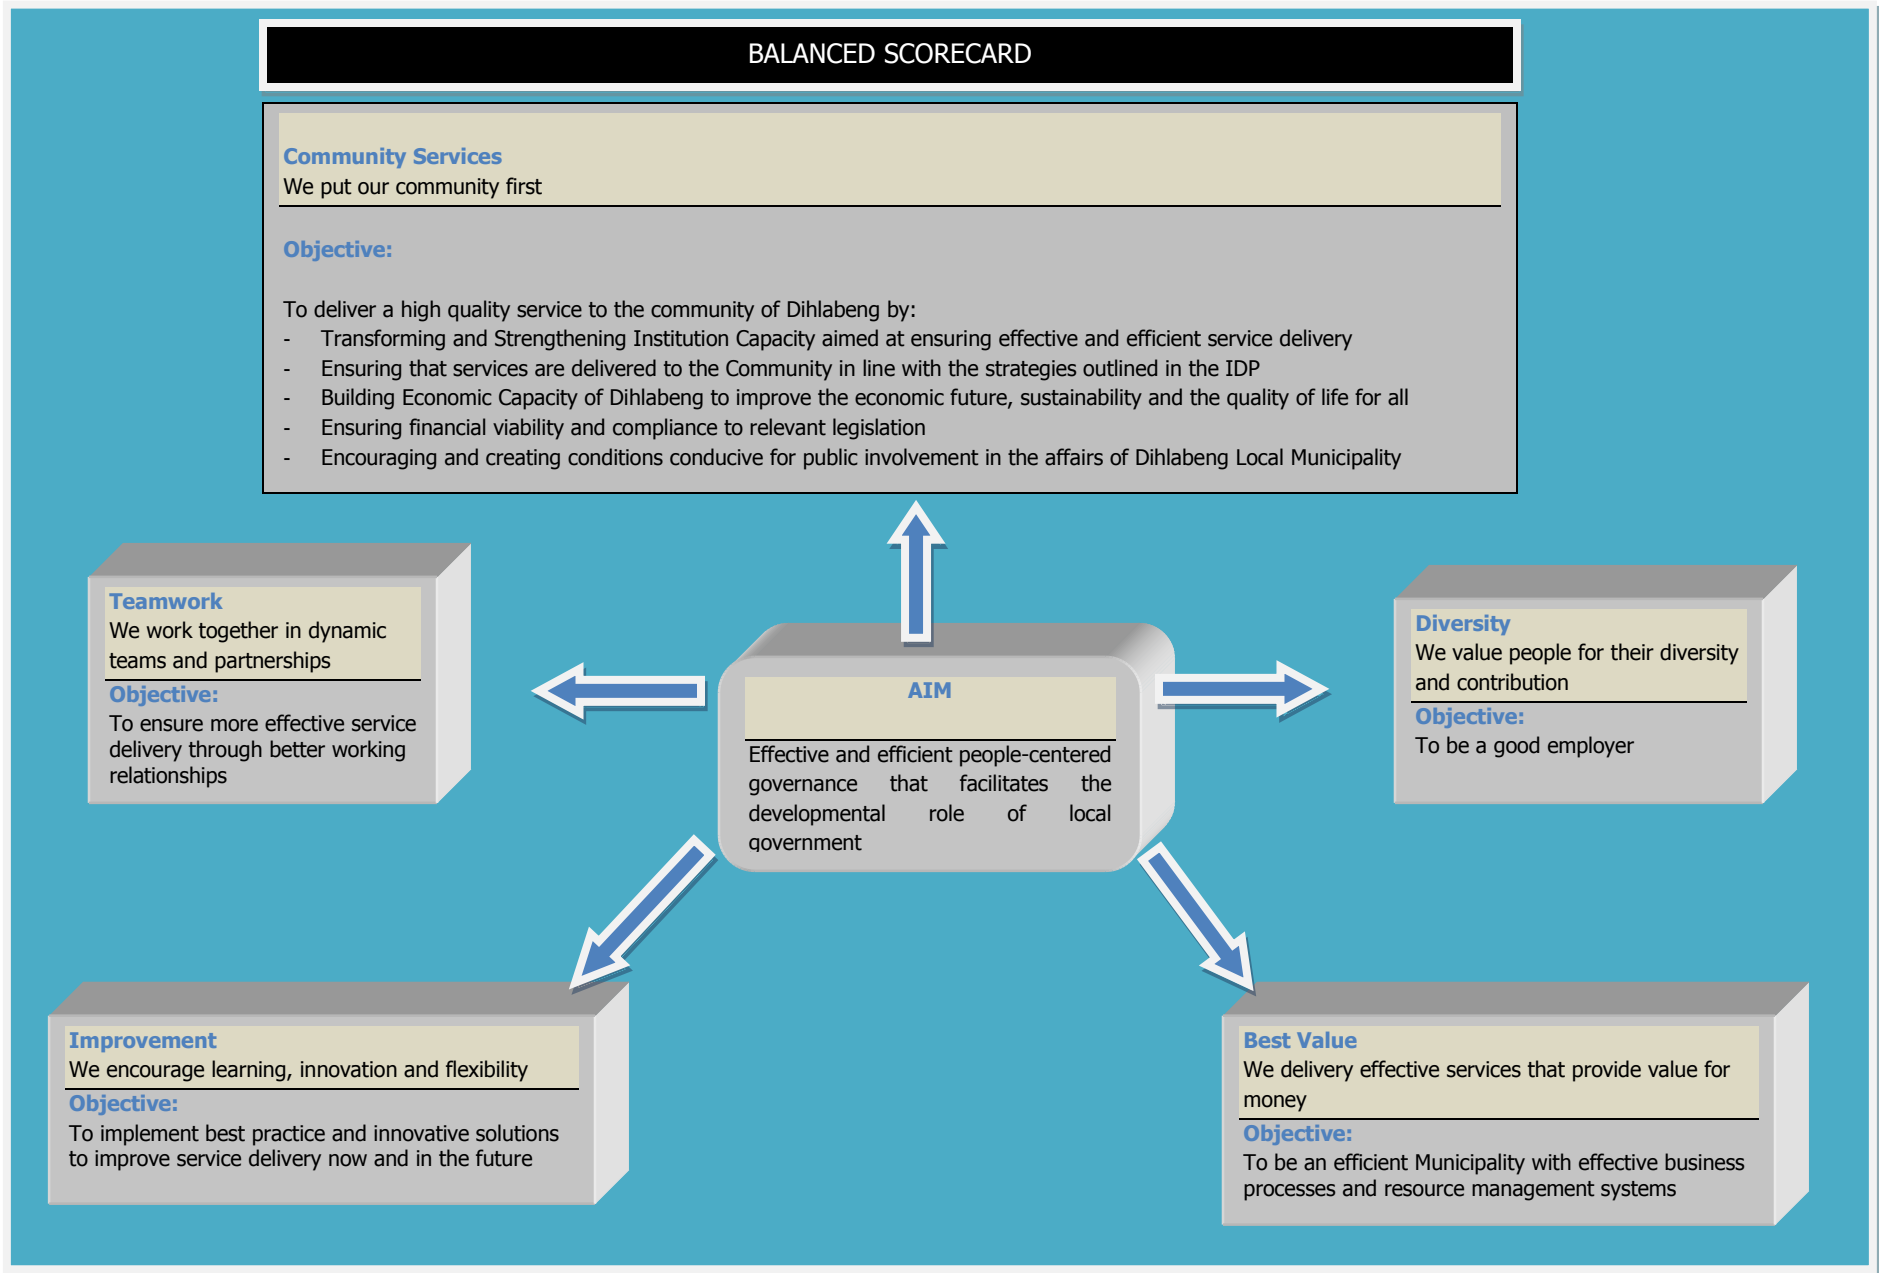 BALANCED SCORECARD
Community Services
We put our community first
Objective:
To deliver a high quality service to the community of Dihlabeng by:
- Transforming and Strengthening Institution Capacity aimed at ensuring effective and efficient service delivery
- Ensuring that services are delivered to the Community in line with the strategies outlined in the IDP
- Building Economic Capacity of Dihlabeng to improve the economic future, sustainability and the quality of life for all
- Ensuring financial viability and compliance to relevant legislation
- Encouraging and creating conditions conducive for public involvement in the affairs of Dihlabeng Local Municipality
Teamwork
We work together in dynamic
teams and partnerships
Objective:
To ensure more effective service
delivery through better working
relationships
AIM
Effective and efficient people-centered
governance that facilitates the
developmental role of local
government
Diversity
We value people for their diversity
and contribution
Objective:
To be a good employer
Improvement
We encourage learning, innovation and flexibility
Objective:
To implement best practice and innovative solutions
to improve service delivery now and in the future
Best Value
We delivery effective services that provide value for
money
Objective:
To be an efficient Municipality with effective business
processes and resource management systems